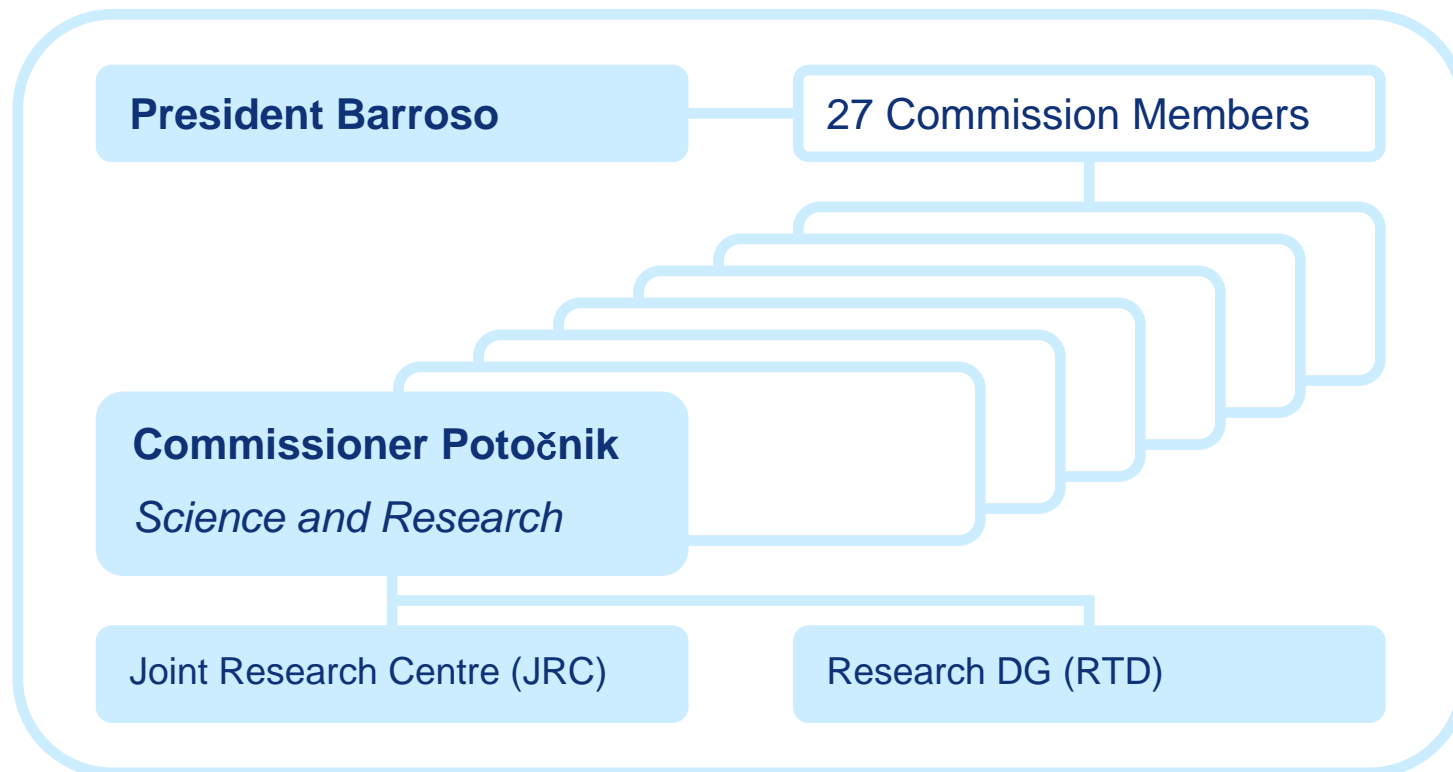 President Barroso
27 Commission Members
Commissioner Potočnik
Science and Research
Joint Research Centre (JRC)
Research DG (RTD)